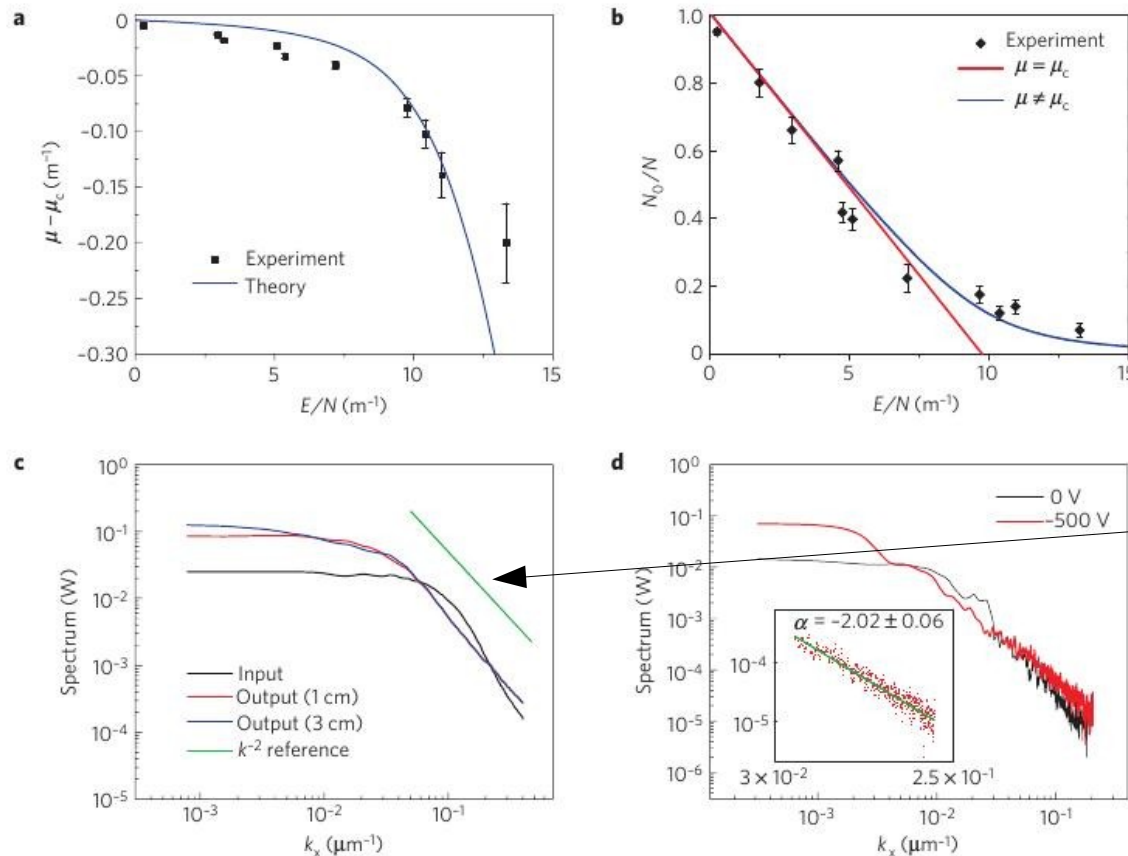 a
0
−0.05
−0.10
−0.15
−0.20
−0.25
−0.30
μ − μc (m⁻¹)
Experiment
Theory
0 5 10 15
E/N (m⁻¹)
b
1.0
0.8
0.6
0.4
0.2
0
N₀/N
Experiment
μ = μc
μ ≠ μc
0 5 10 15
E/N (m⁻¹)
c
10⁰
10⁻¹
10⁻²
10⁻³
10⁻⁴
10⁻⁵
Spectrum (W)
Input
Output (1 cm)
Output (3 cm)
k⁻² reference
10⁻³ 10⁻² 10⁻¹
kₓ (μm⁻¹)
d
10⁰
10⁻¹
10⁻²
10⁻³
10⁻⁴
10⁻⁵
10⁻⁶
Spectrum (W)
0 V
−500 V
α = −2.02 ± 0.06
10⁻⁴
10⁻⁵
3 × 10⁻² 2.5 × 10⁻¹
10⁻³ 10⁻² 10⁻¹
kₓ (μm⁻¹)